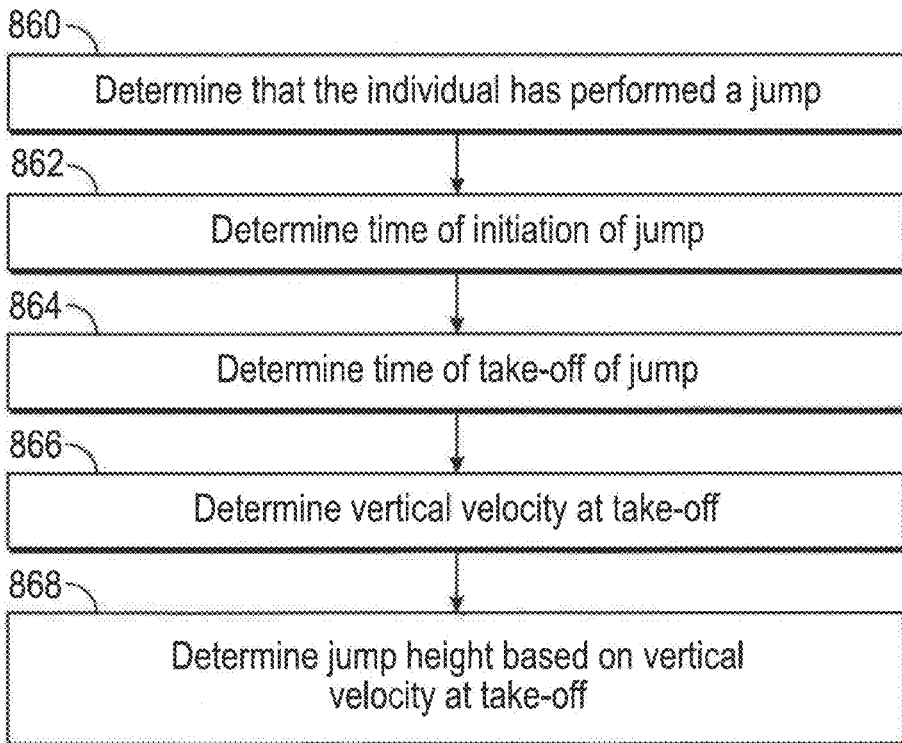 860
Determine that the individual has performed a jump
862
Determine time of initiation of jump
864
Determine time of take-off of jump
866
Determine vertical velocity at take-off
868
Determine jump height based on vertical
velocity at take-off